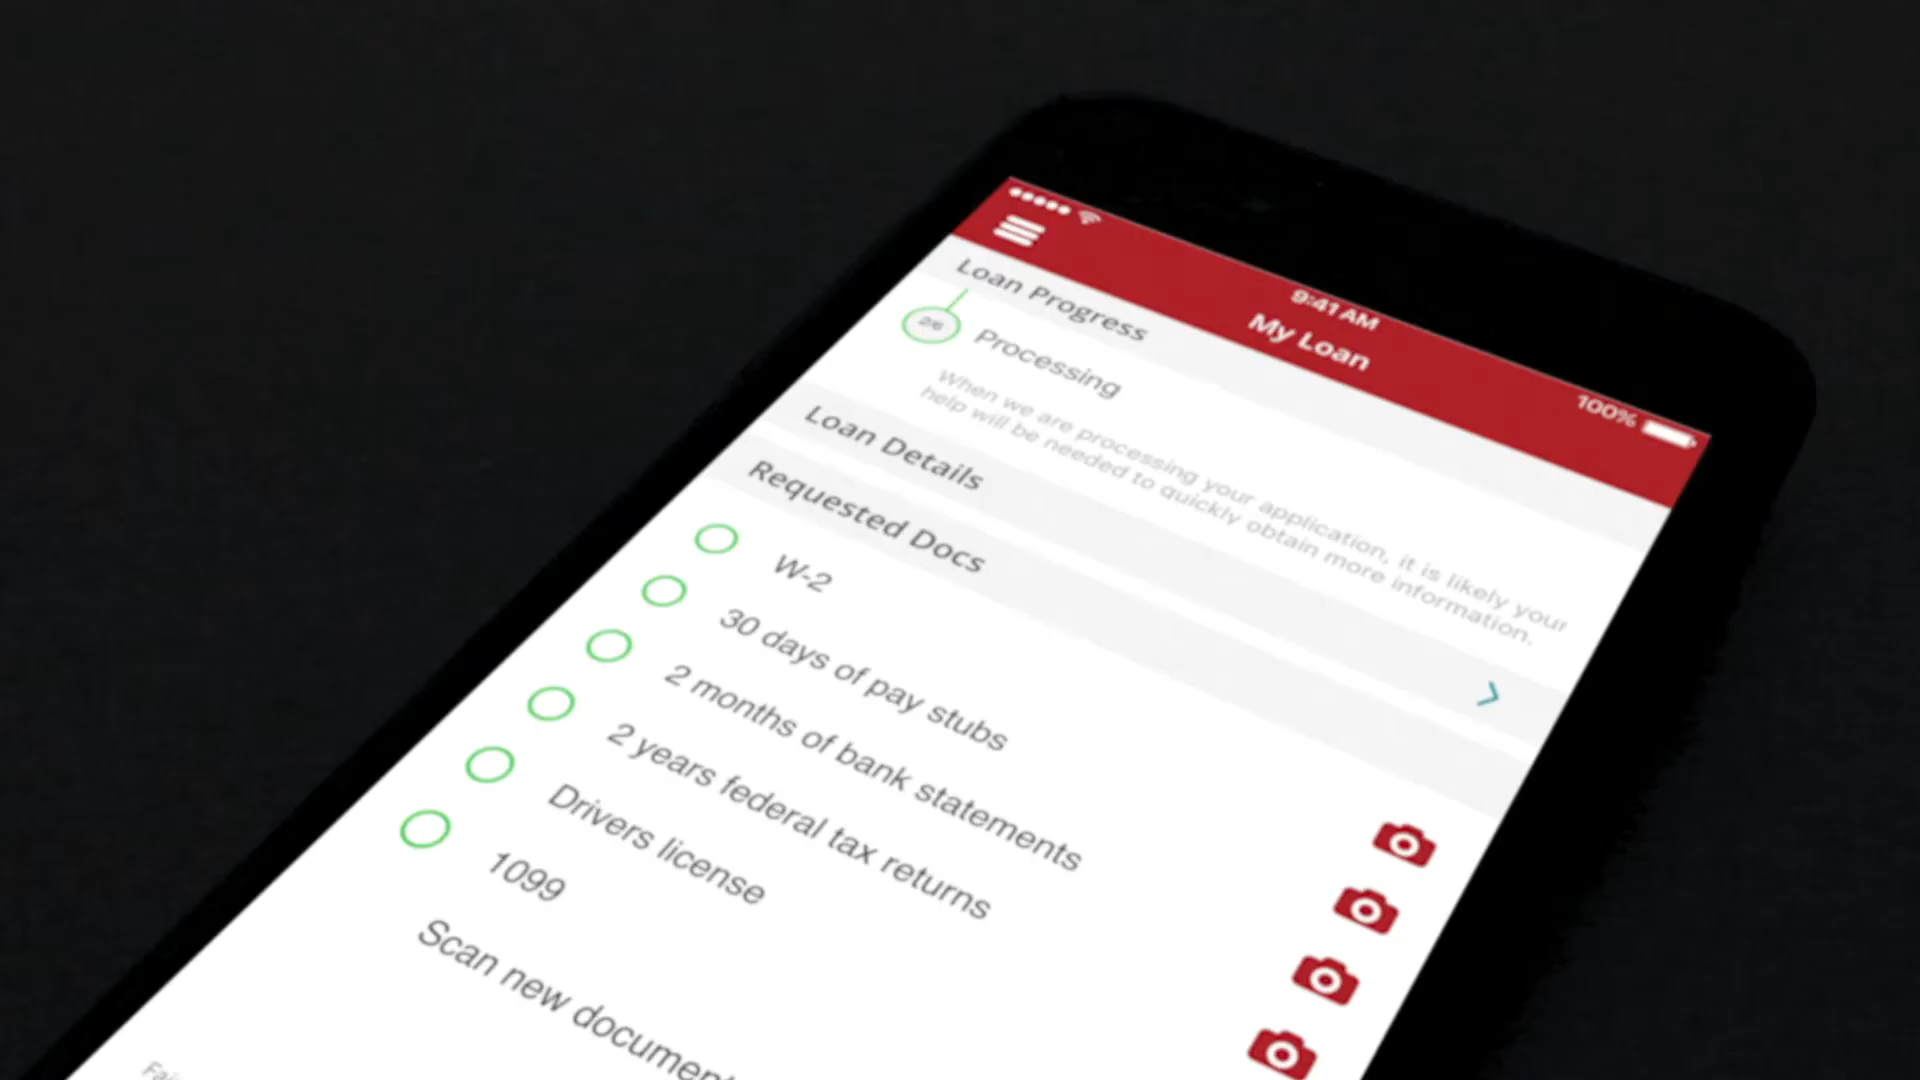 9:41 AM
100%
My Loan
Loan Progress
2/6
Processing
When we are processing your application, it is likely your
help will be needed to quickly obtain more information.
Loan Details
Requested Docs
W-2
30 days of pay stubs
2 months of bank statements
2 years federal tax returns
Drivers license
1099
Scan new document